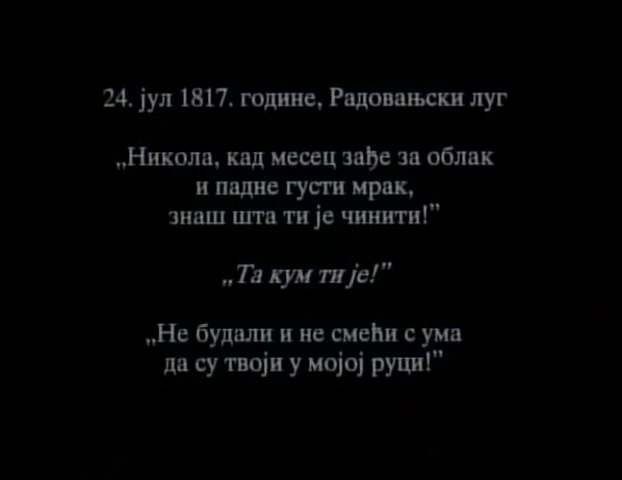 24. јул 1817. године, Радовањски луг
„Никола, кад месец зађе за облак
и падне густи мрак,
знаш шта ти је чинити!”
„Та кум ти је!”
„Не будали и не смећи с ума
да су твоји у мојој руци!”